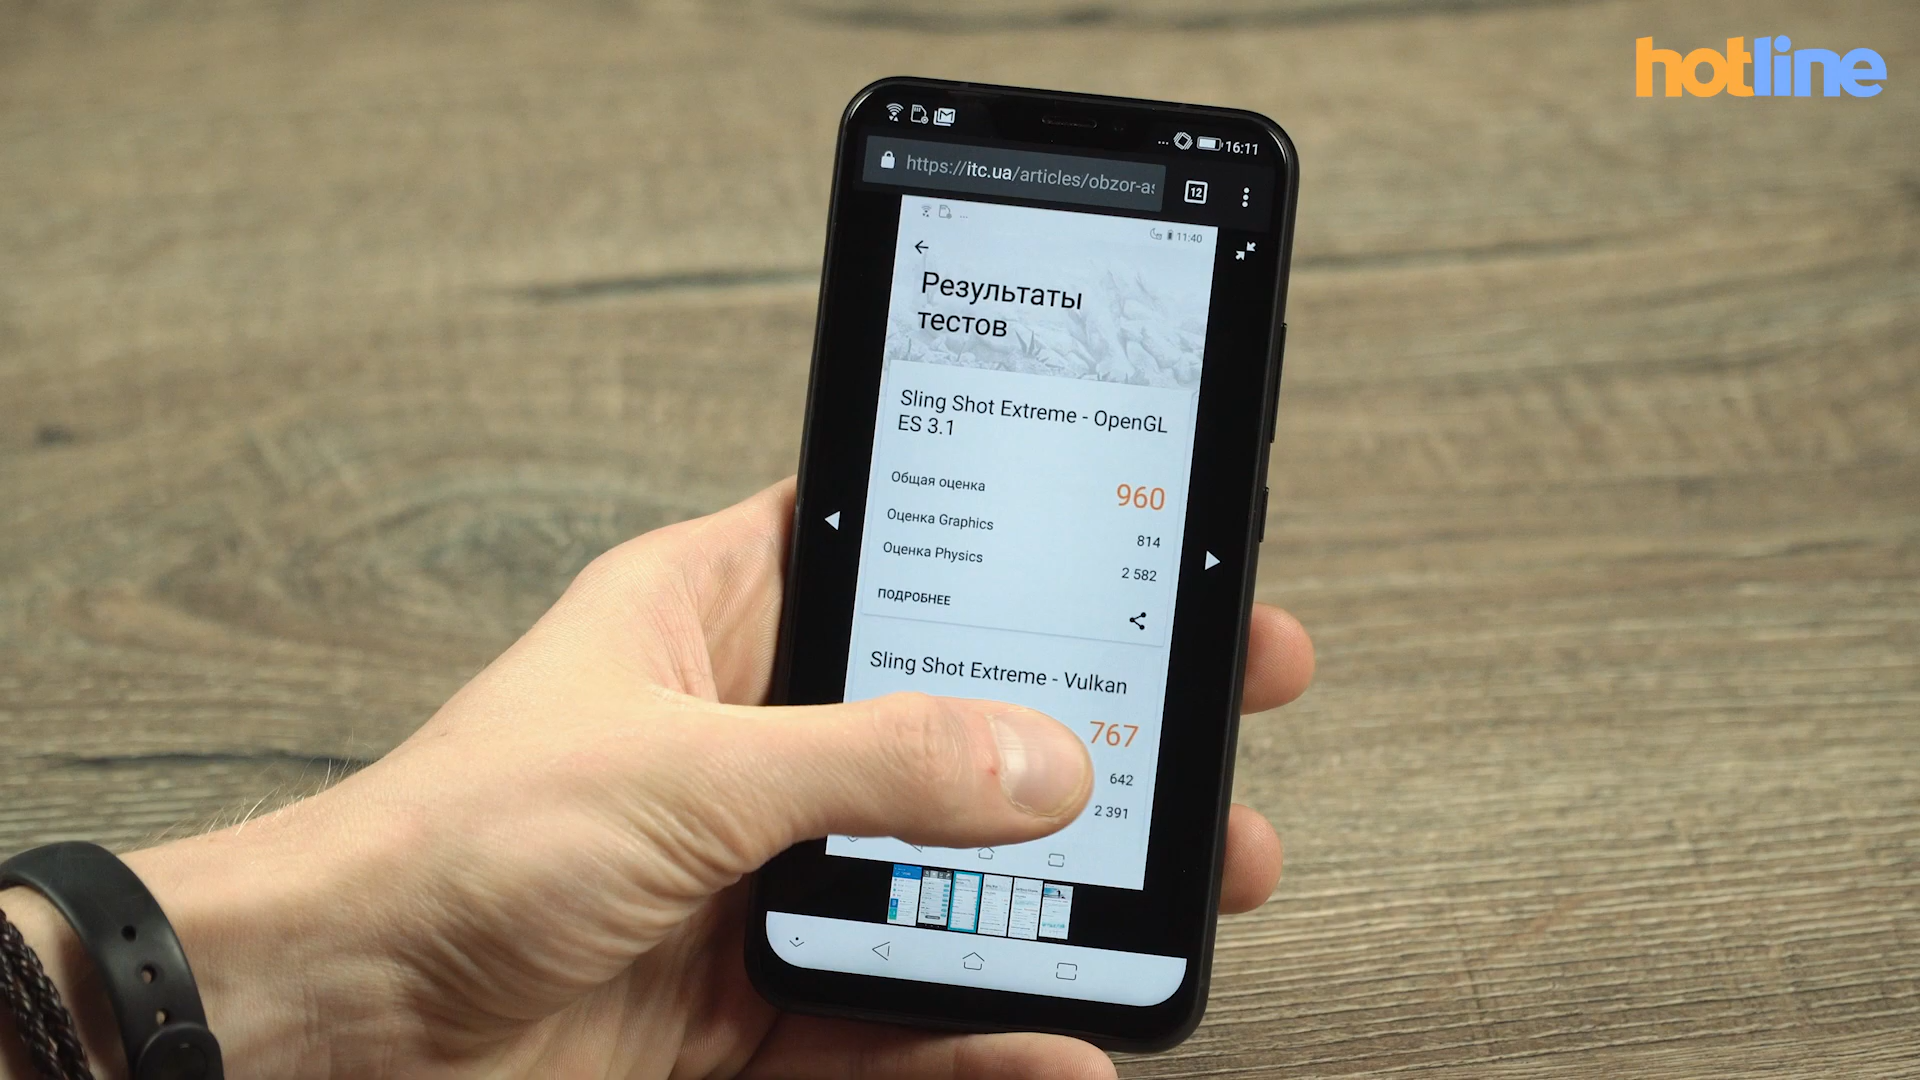 hotline
16:11
https://itc.ua/articles/obzor-as
12
11:40
Результаты
тестов
Sling Shot Extreme - OpenGL
ES 3.1
Общая оценка 960
Оценка Graphics 814
Оценка Physics 2 582
ПОДРОБНЕЕ
Sling Shot Extreme - Vulkan
767
642
2 391